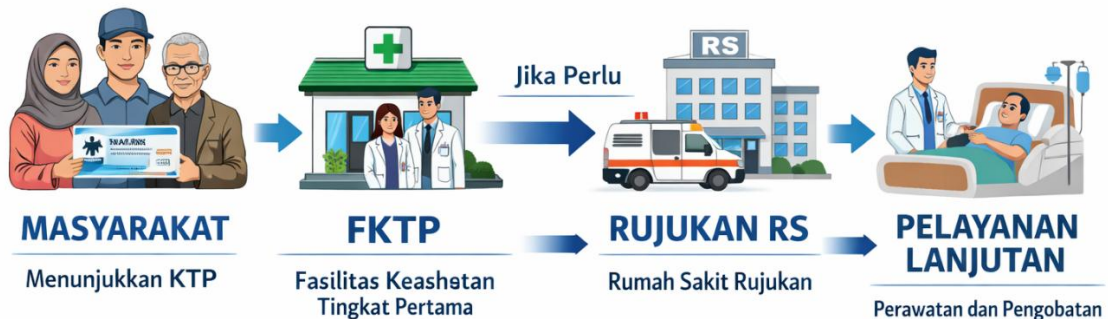 Jika Perlu
RS
MASYARAKAT
Menunjukkan KTP
FKTP
Fasilitas Keashetan
Tingkat Pertama
RUJUKAN RS
Rumah Sakit Rujukan
PELAYANAN
LANJUTAN
Perawatan dan Pengobatan